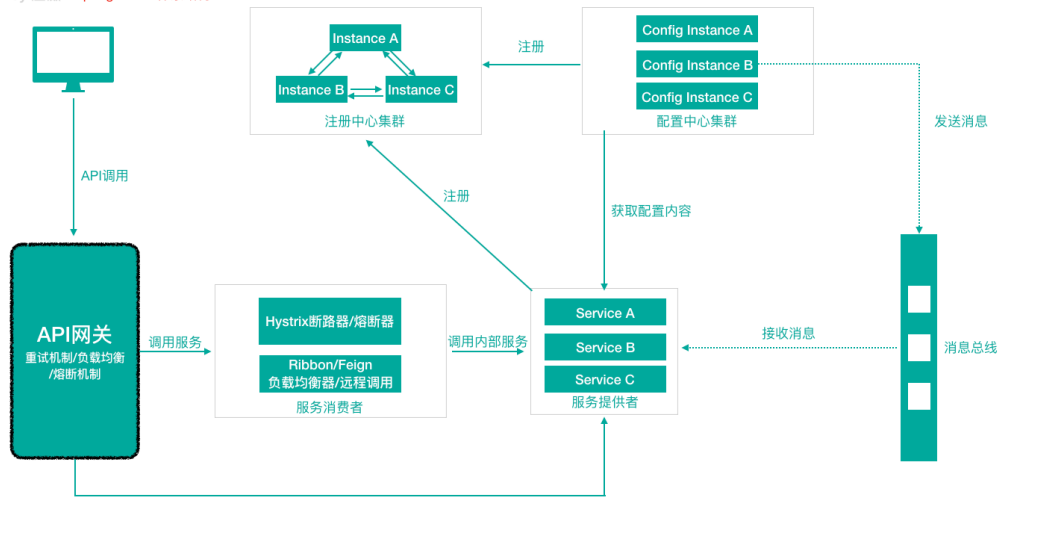 Instance A
Instance B
Instance C
注册中心集群
注册
Config Instance A
Config Instance B
Config Instance C
配置中心集群
发送消息
API调用
注册
获取配置内容
API网关
重试机制/负载均衡
/熔断机制
调用服务
Hystrix断路器/熔断器
Ribbon/Feign
负载均衡器/远程调用
服务消费者
调用内部服务
Service A
Service B
Service C
服务提供者
接收消息
消息总线